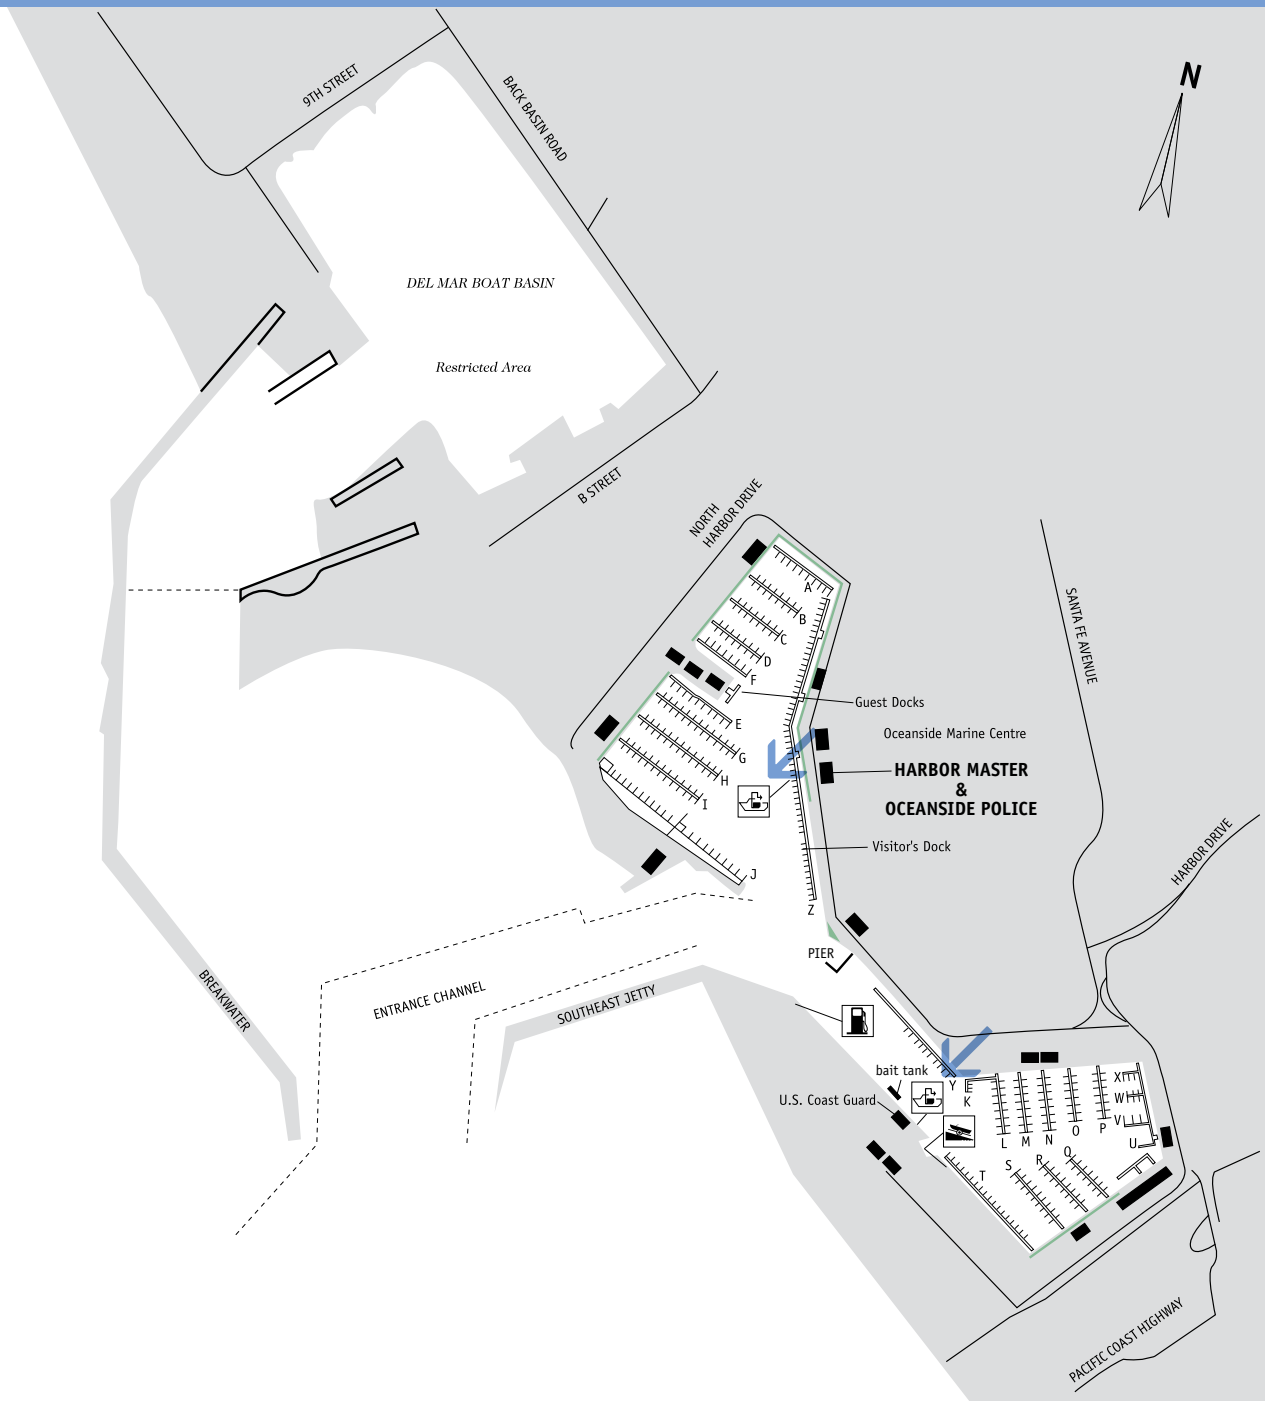 N
9TH STREET
BACK BASIN ROAD
DEL MAR BOAT BASIN
Restricted Area
B STREET
NORTH
HARBOR DRIVE
A
B
C
D
F
E
G
H
I
J
Z
SANTA FE AVENUE
Guest Docks
Oceanside Marine Centre
HARBOR MASTER
&
OCEANSIDE POLICE
Visitor's Dock
HARBOR DRIVE
PIER
BREAKWATER
ENTRANCE CHANNEL
SOUTHEAST JETTY
bait tank
U.S. Coast Guard
Y
K
L
M
N
O
P
X
W
V
U
Q
R
S
T
PACIFIC COAST HIGHWAY